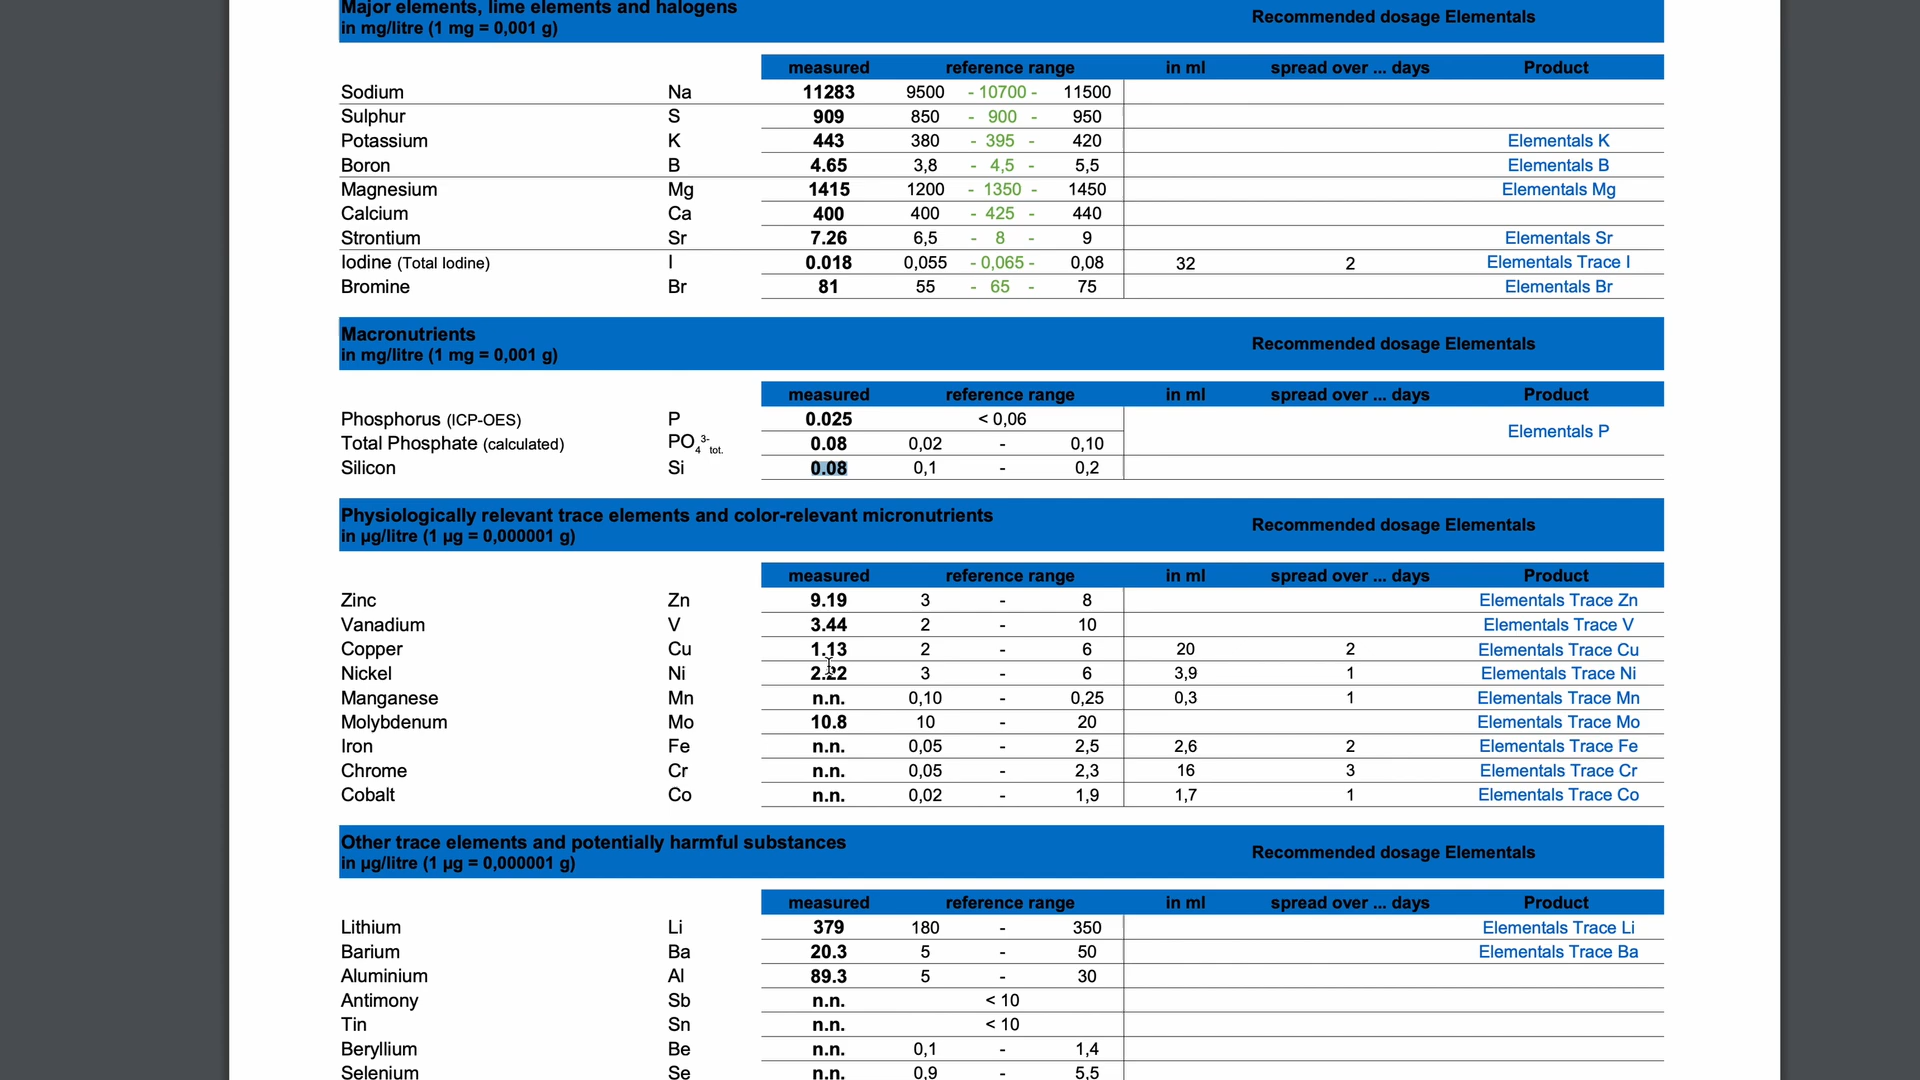 Major elements, lime elements and halogens
in mg/litre (1 mg = 0,001 g)
Recommended dosage Elementals
measured reference range in ml spread over ... days Product
Sodium Na 11283 9500 - 10700 - 11500
Sulphur S 909 850 - 900 - 950
Potassium K 443 380 - 395 - 420 Elementals K
Boron B 4.65 3,8 - 4,5 - 5,5 Elementals B
Magnesium Mg 1415 1200 - 1350 - 1450 Elementals Mg
Calcium Ca 400 400 - 425 - 440
Strontium Sr 7.26 6,5 - 8 - 9 Elementals Sr
Iodine (Total Iodine) I 0.018 0,055 - 0,065 - 0,08 32 2 Elementals Trace I
Bromine Br 81 55 - 65 - 75 Elementals Br
Macronutrients
in mg/litre (1 mg = 0,001 g)
Recommended dosage Elementals
measured reference range in ml spread over ... days Product
Phosphorus (ICP-OES) P 0.025 < 0,06
Elementals P
Total Phosphate (calculated) PO4 3- tot. 0.08 0,02 - 0,10
Silicon Si 0.08 0,1 - 0,2
Physiologically relevant trace elements and color-relevant micronutrients
in µg/litre (1 µg = 0,000001 g)
Recommended dosage Elementals
measured reference range in ml spread over ... days Product
Zinc Zn 9.19 3 - 8 Elementals Trace Zn
Vanadium V 3.44 2 - 10 Elementals Trace V
Copper Cu 1.13 2 - 6 20 2 Elementals Trace Cu
Nickel Ni 2.22 3 - 6 3,9 1 Elementals Trace Ni
Manganese Mn n.n. 0,10 - 0,25 0,3 1 Elementals Trace Mn
Molybdenum Mo 10.8 10 - 20 Elementals Trace Mo
Iron Fe n.n. 0,05 - 2,5 2,6 2 Elementals Trace Fe
Chrome Cr n.n. 0,05 - 2,3 16 3 Elementals Trace Cr
Cobalt Co n.n. 0,02 - 1,9 1,7 1 Elementals Trace Co
Other trace elements and potentially harmful substances
in µg/litre (1 µg = 0,000001 g)
Recommended dosage Elementals
measured reference range in ml spread over ... days Product
Lithium Li 379 180 - 350 Elementals Trace Li
Barium Ba 20.3 5 - 50 Elementals Trace Ba
Aluminium Al 89.3 5 - 30
Antimony Sb n.n. < 10
Tin Sn n.n. < 10
Beryllium Be n.n. 0,1 - 1,4
Selenium Se n.n. 0,9 - 5,5